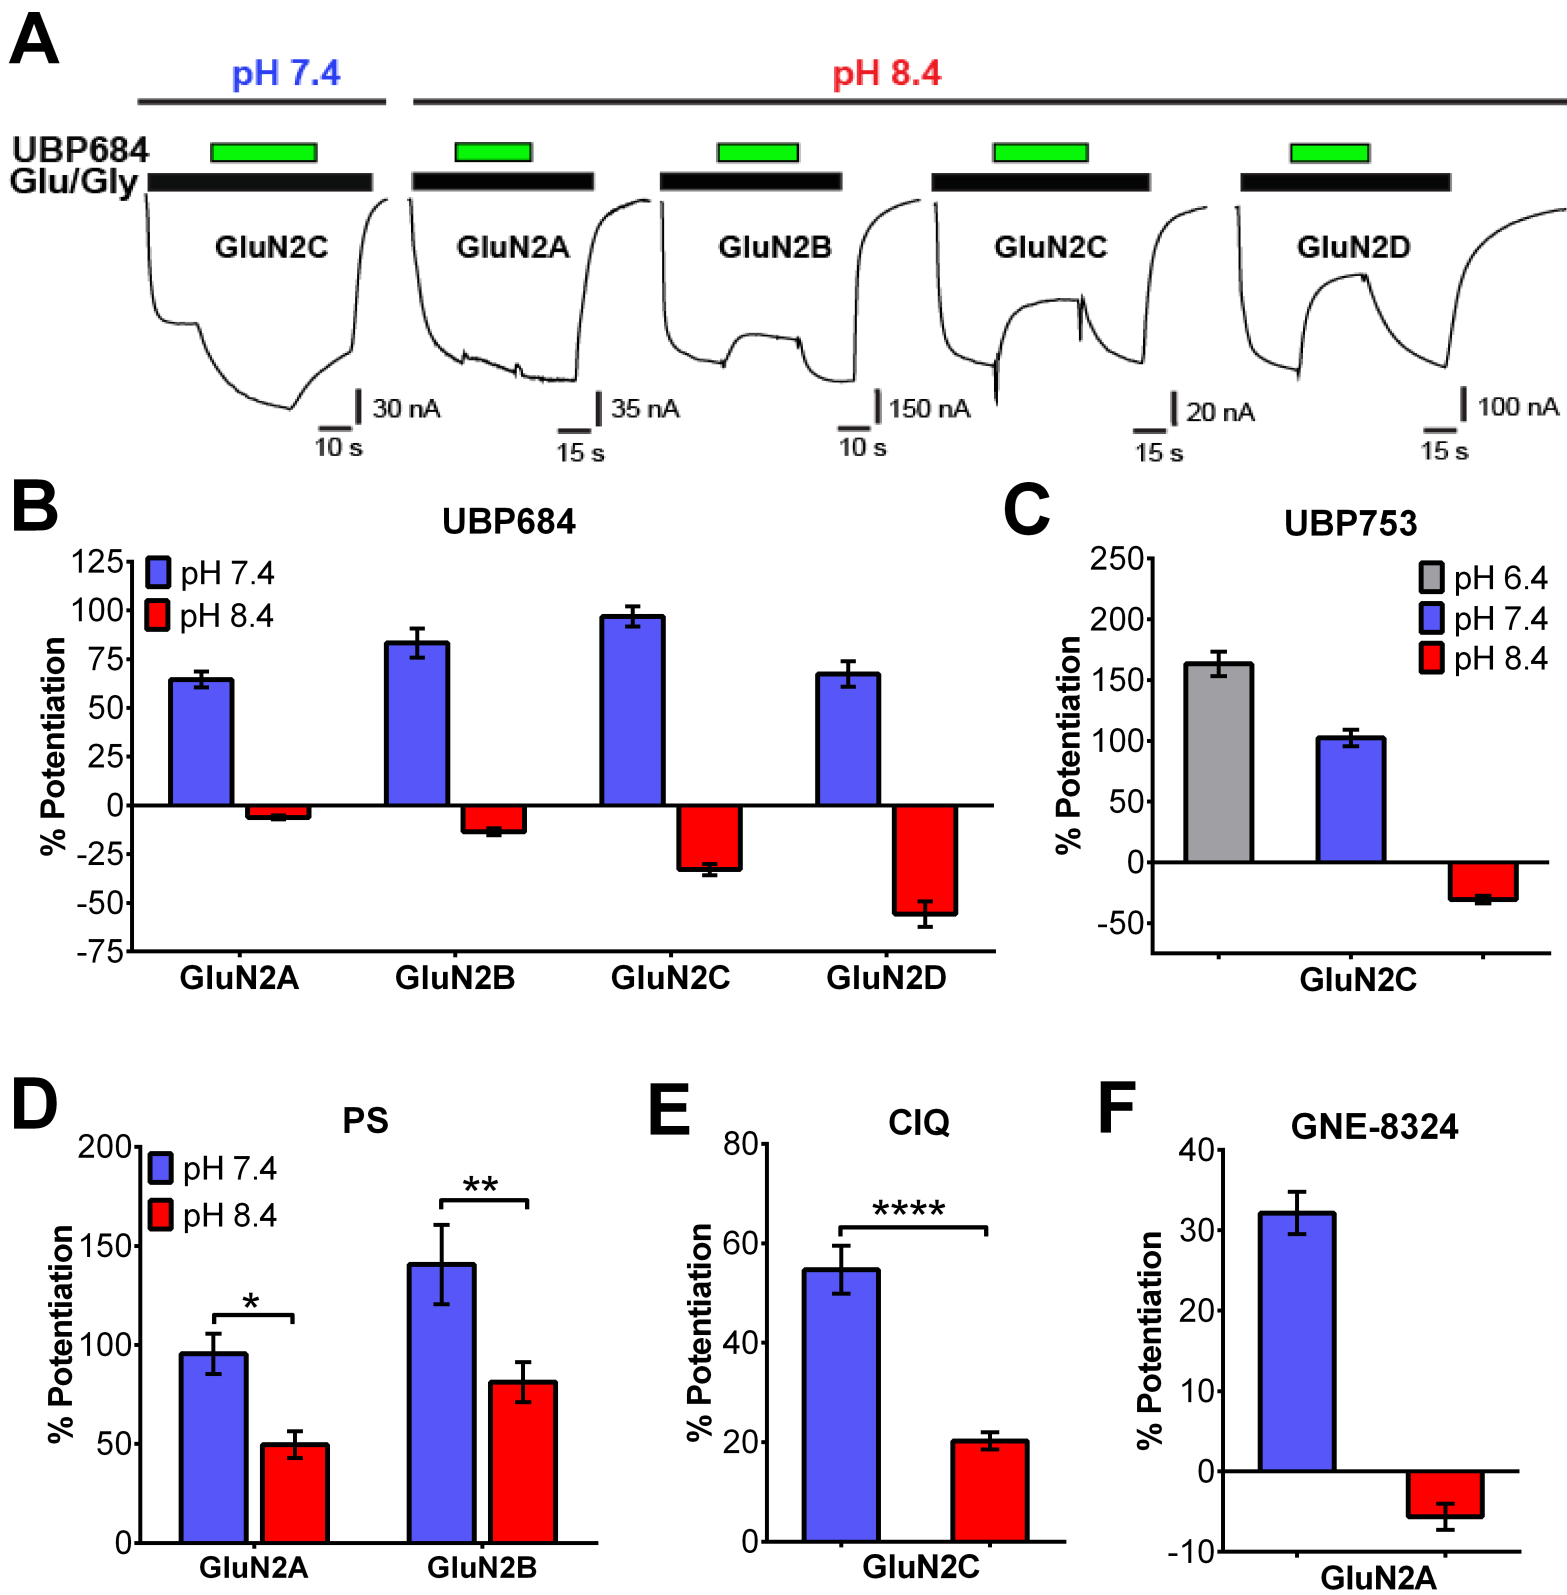 A
pH 7.4
pH 8.4
UBP684
Glu/Gly
GluN2C
GluN2A
GluN2B
GluN2C
GluN2D
30 nA
10 s
35 nA
15 s
150 nA
10 s
20 nA
15 s
100 nA
15 s
B
UBP684
pH 7.4
pH 8.4
% Potentiation
125
100
75
50
25
0
-25
-50
-75
GluN2A
GluN2B
GluN2C
GluN2D
C
UBP753
pH 6.4
pH 7.4
pH 8.4
% Potentiation
250
200
150
100
50
0
-50
GluN2C
D
PS
pH 7.4
pH 8.4
% Potentiation
200
150
100
50
0
*
**
GluN2A
GluN2B
E
CIQ
% Potentiation
80
60
40
20
0
****
GluN2C
F
GNE-8324
% Potentiation
40
30
20
10
0
-10
GluN2A